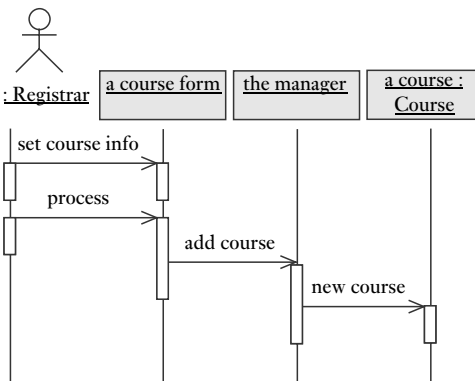 : Registrar
a course form
the manager
a course :
Course
set course info
process
add course
new course